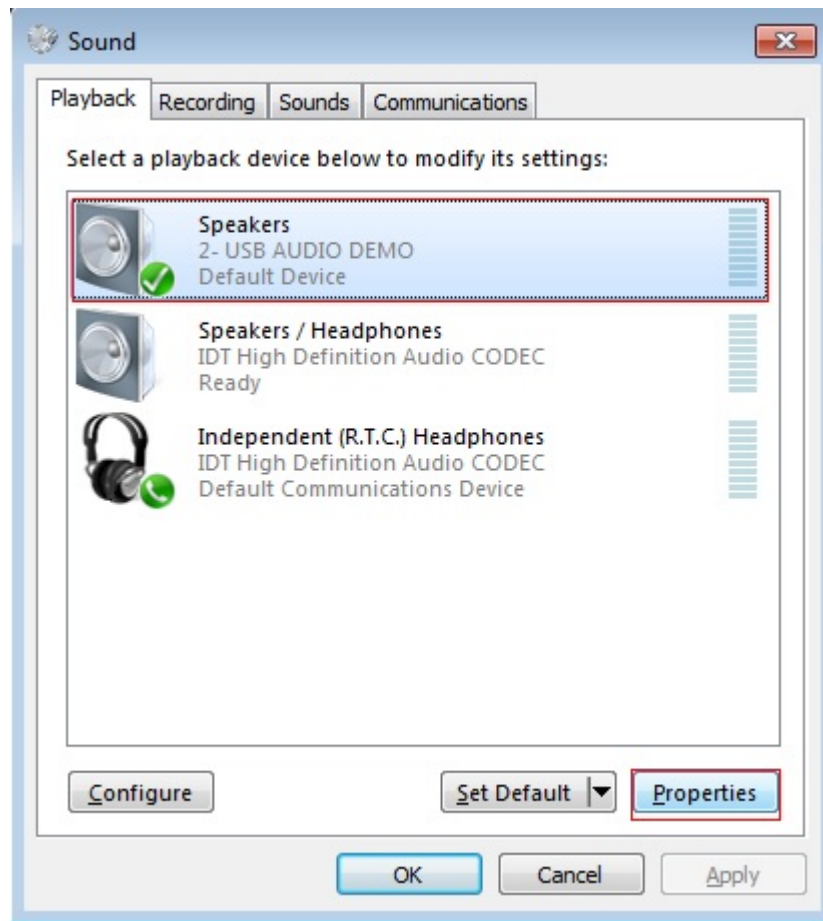 Sound
Playback Recording Sounds Communications
Select a playback device below to modify its settings:
Speakers
2- USB AUDIO DEMO
Default Device
Speakers / Headphones
IDT High Definition Audio CODEC
Ready
Independent (R.T.C.) Headphones
IDT High Definition Audio CODEC
Default Communications Device
Configure Set Default Properties
OK Cancel Apply